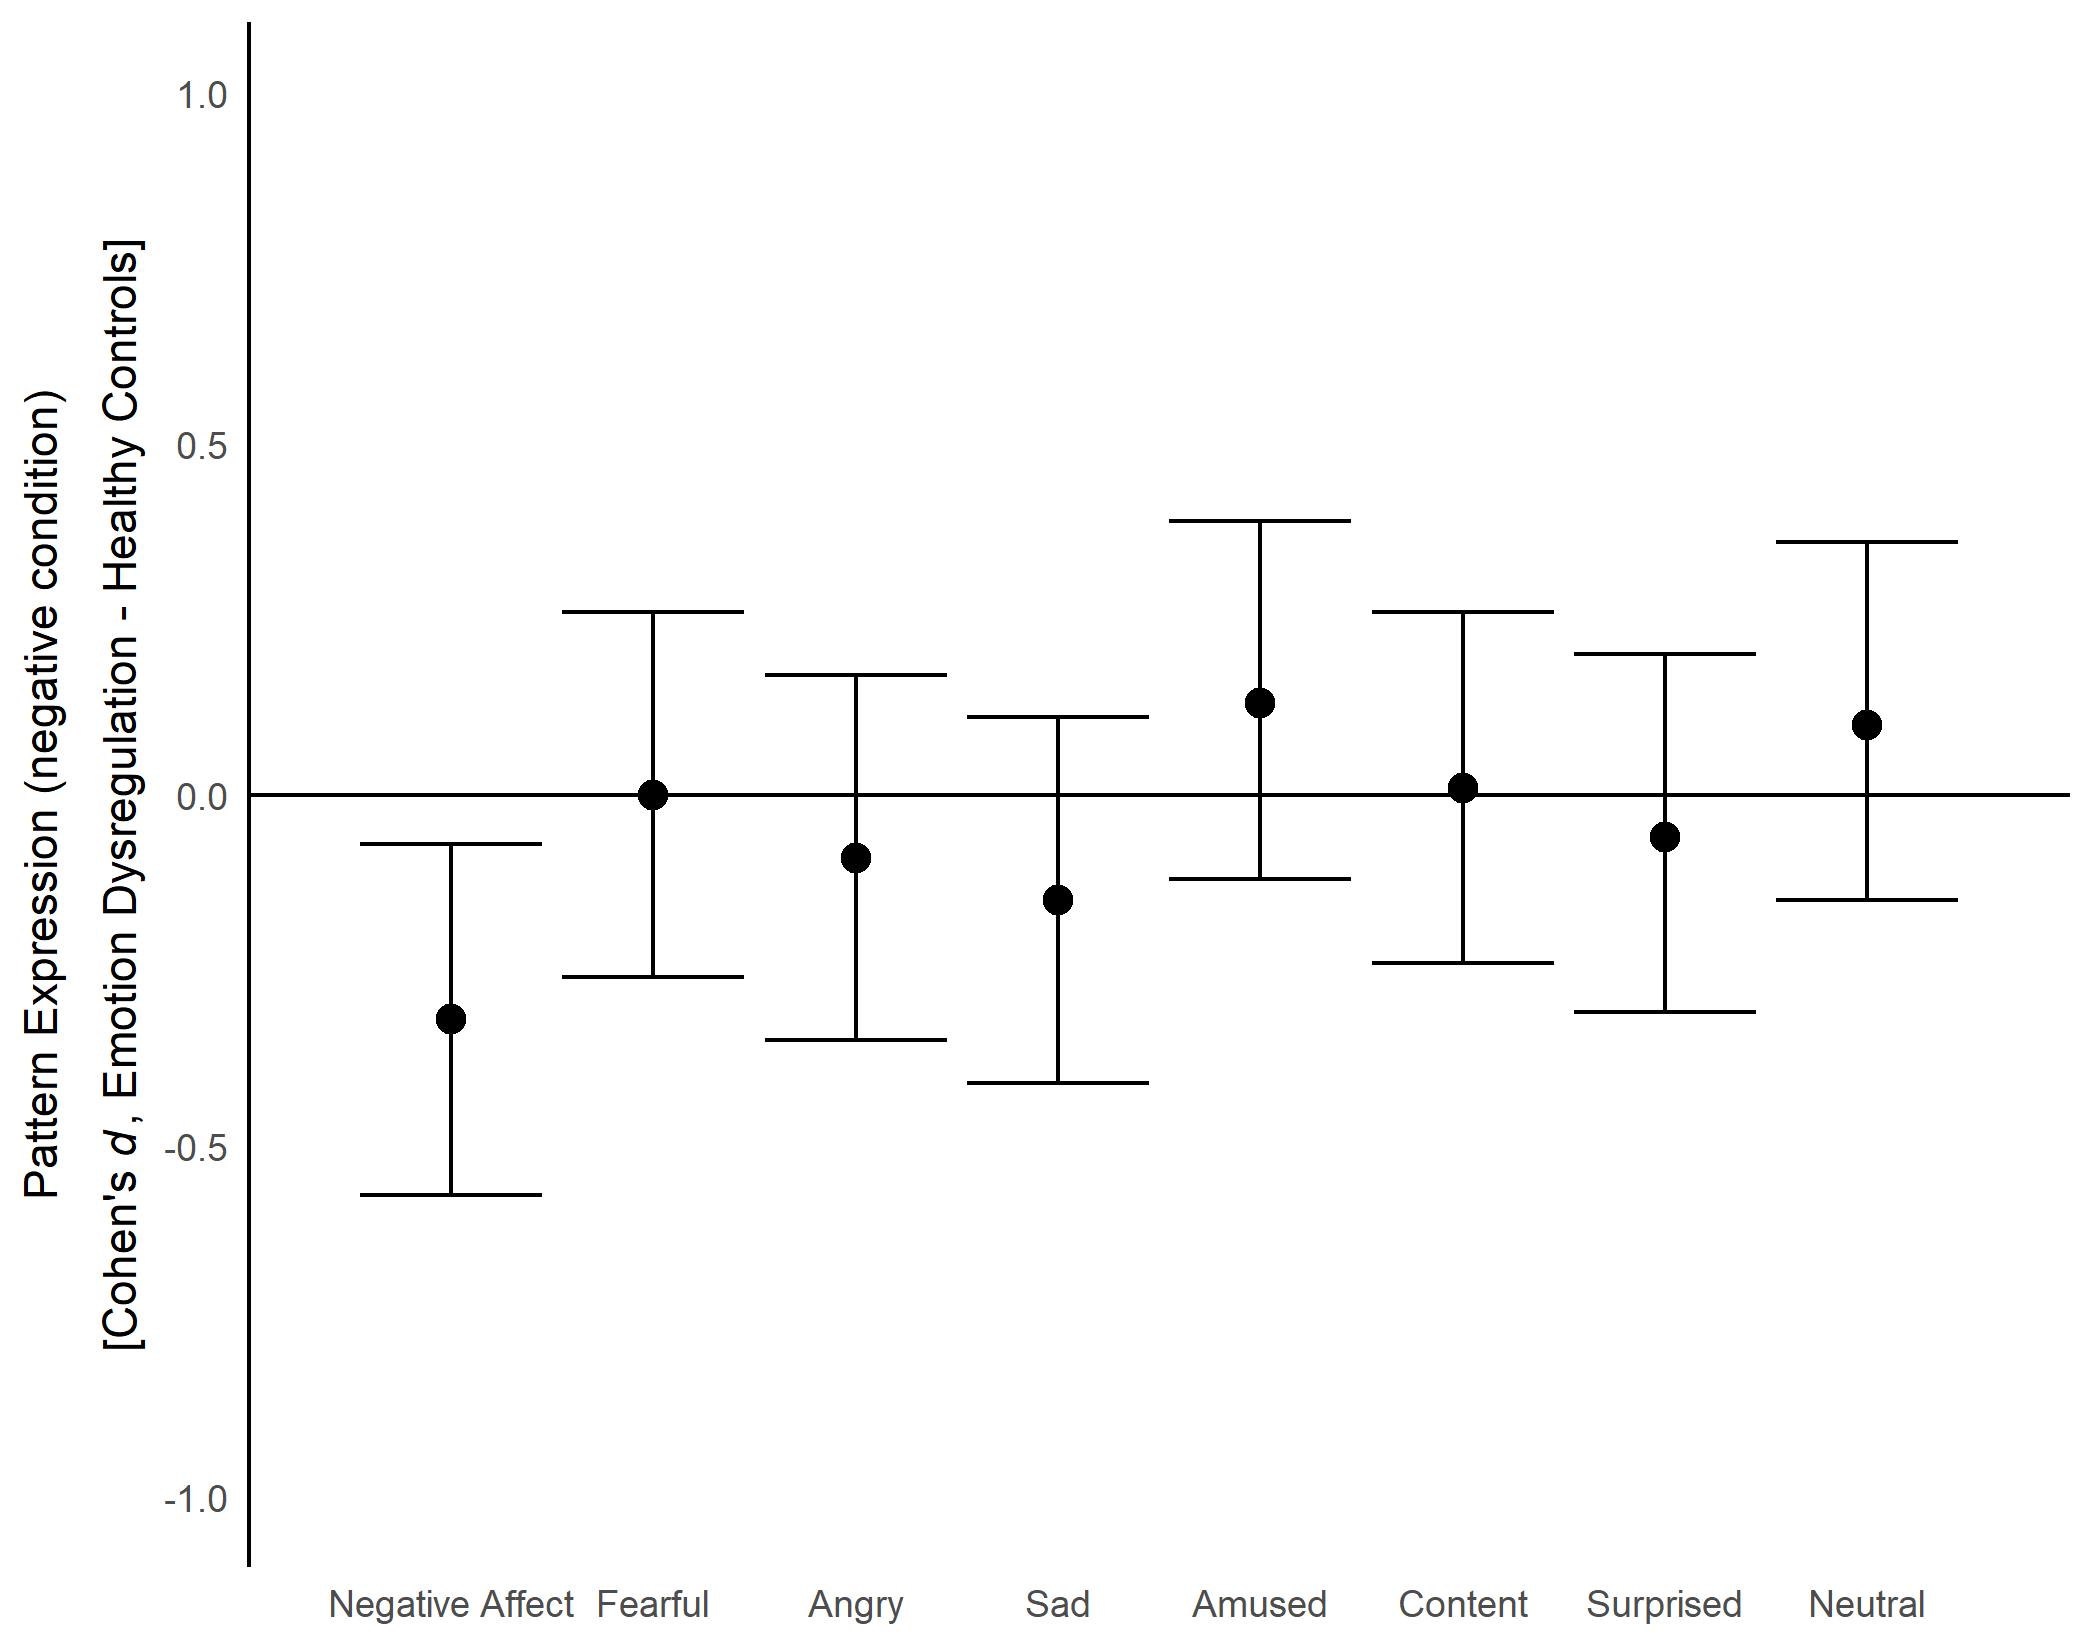 Pattern Expression (negative condition)
[Cohen's d, Emotion Dysregulation - Healthy Controls]
1.0
0.5
0.0
-0.5
-1.0
Negative Affect Fearful Angry Sad Amused Content Surprised Neutral